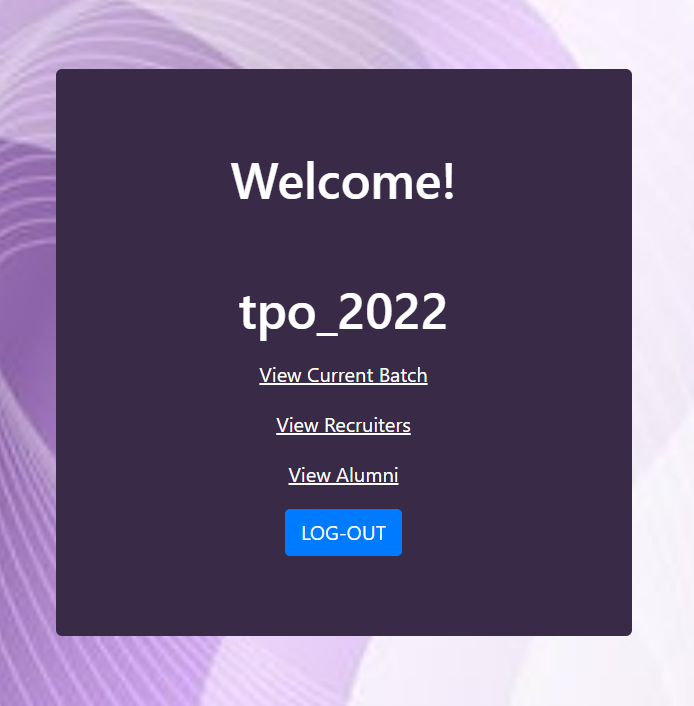 Welcome!
tpo_2022
View Current Batch
View Recruiters
View Alumni
LOG-OUT